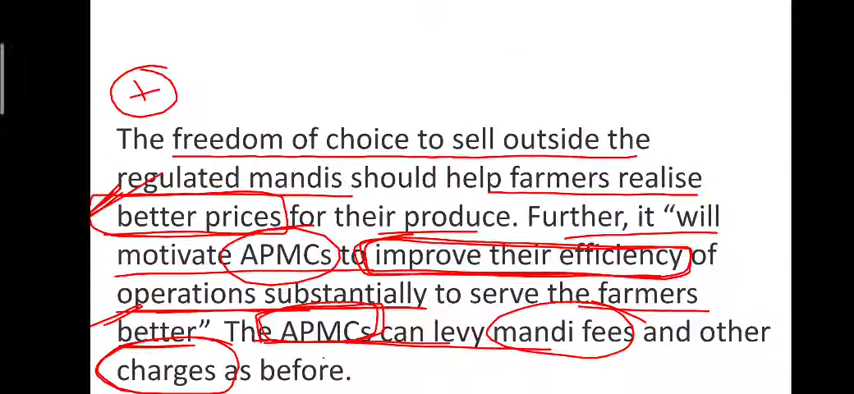 +
The freedom of choice to sell outside the
regulated mandis should help farmers realise
better prices for their produce. Further, it “will
motivate APMCs to improve their efficiency of
operations substantially to serve the farmers
better” The APMCs can levy mandi fees and other
charges as before.